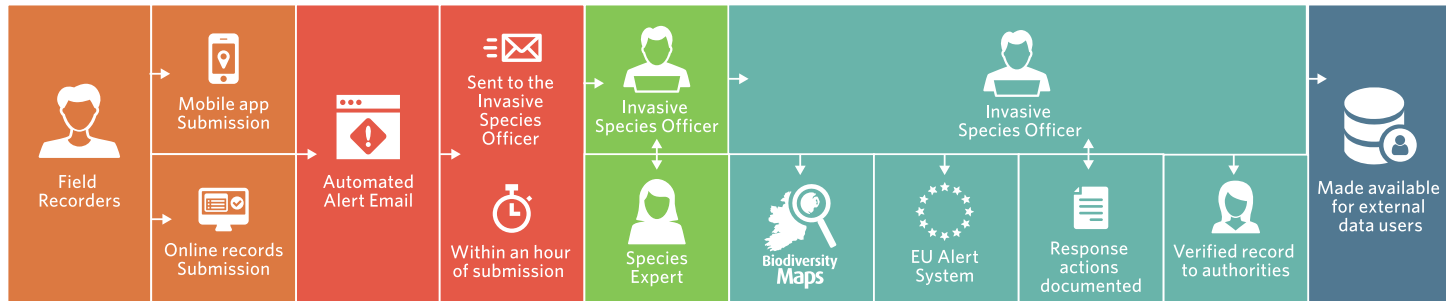 Field
Recorders
Mobile app
Submission
Online records
Submission
Automated
Alert Email
Sent to the
Invasive
Species
Officer
Within an hour
of submission
Invasive
Species Officer
Species
Expert
Invasive
Species Officer
Biodiversity
Maps
EU Alert
System
Response
actions
documented
Verified record
to authorities
Made available
for external
data users